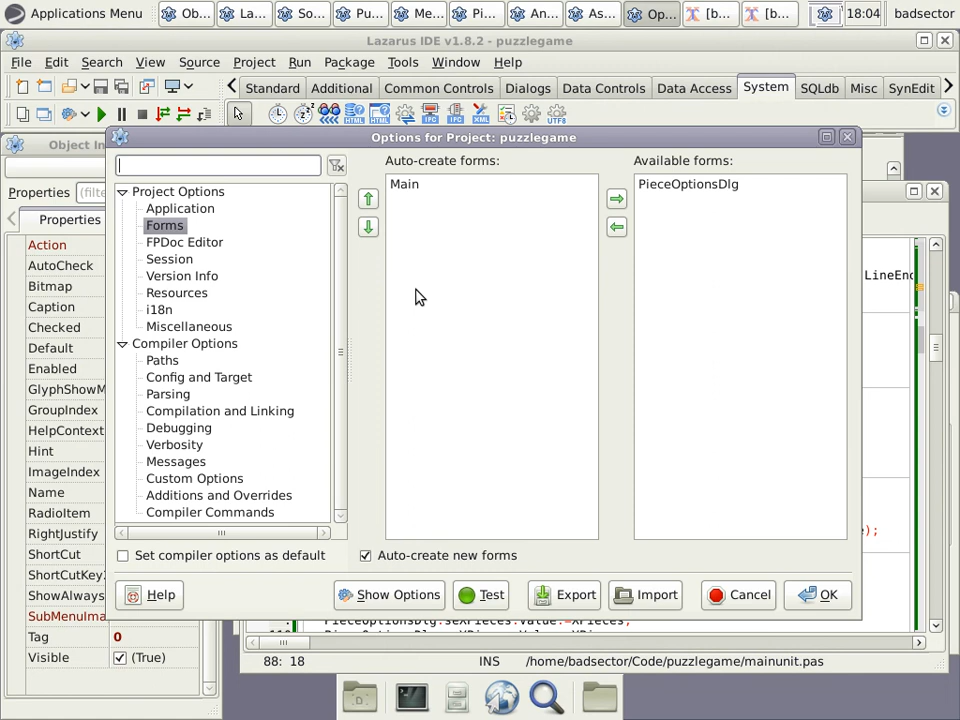 Applications Menu Ob... La... So... Pu... Me... Pi... An... As... Op... [b... [b... 18:04 badsector
Lazarus IDE v1.8.2 - puzzlegame
File Edit Search View Source Project Run Package Tools Window Help
Standard Additional Common Controls Dialogs Data Controls Data Access System SQLdb Misc SynEdit
Object In
Options for Project: puzzlegame
Properties (filte
Properties
Action
AutoCheck
Bitmap
Caption
Checked
Default
Enabled
GlyphShowM
GroupIndex
HelpContext
Hint
ImageIndex
Name
RadioItem
RightJustify
ShortCut
ShortCutKey2
ShowAlways
SubMenuIma
Tag 0
Visible (True)
Project Options
Application
Forms
FPDoc Editor
Session
Version Info
Resources
i18n
Miscellaneous
Compiler Options
Paths
Config and Target
Parsing
Compilation and Linking
Debugging
Verbosity
Messages
Custom Options
Additions and Overrides
Compiler Commands
Set compiler options as default
Auto-create forms:
Main
Auto-create new forms
Available forms:
PieceOptionsDlg
Help Show Options Test Export Import Cancel OK
LineEnd
);
PieceOptionsDlg.seXPieces.Value:=XPieces;
88: 18 INS /home/badsector/Code/puzzlegame/mainunit.pas